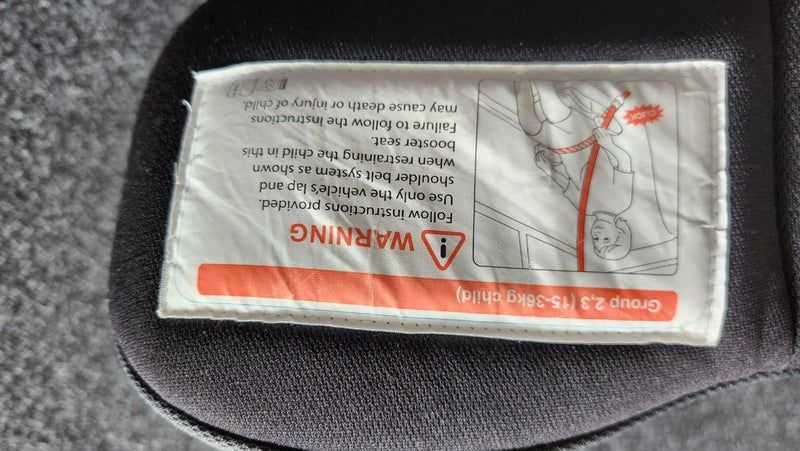 Group 2,3 (15-36kg child)
WARNING
Follow instructions provided.
Use only the vehicle's lap and
shoulder belt system as shown
when restraining the child in this
booster seat.
Failure to follow the instructions
may cause death or injury of child.
CLICK!